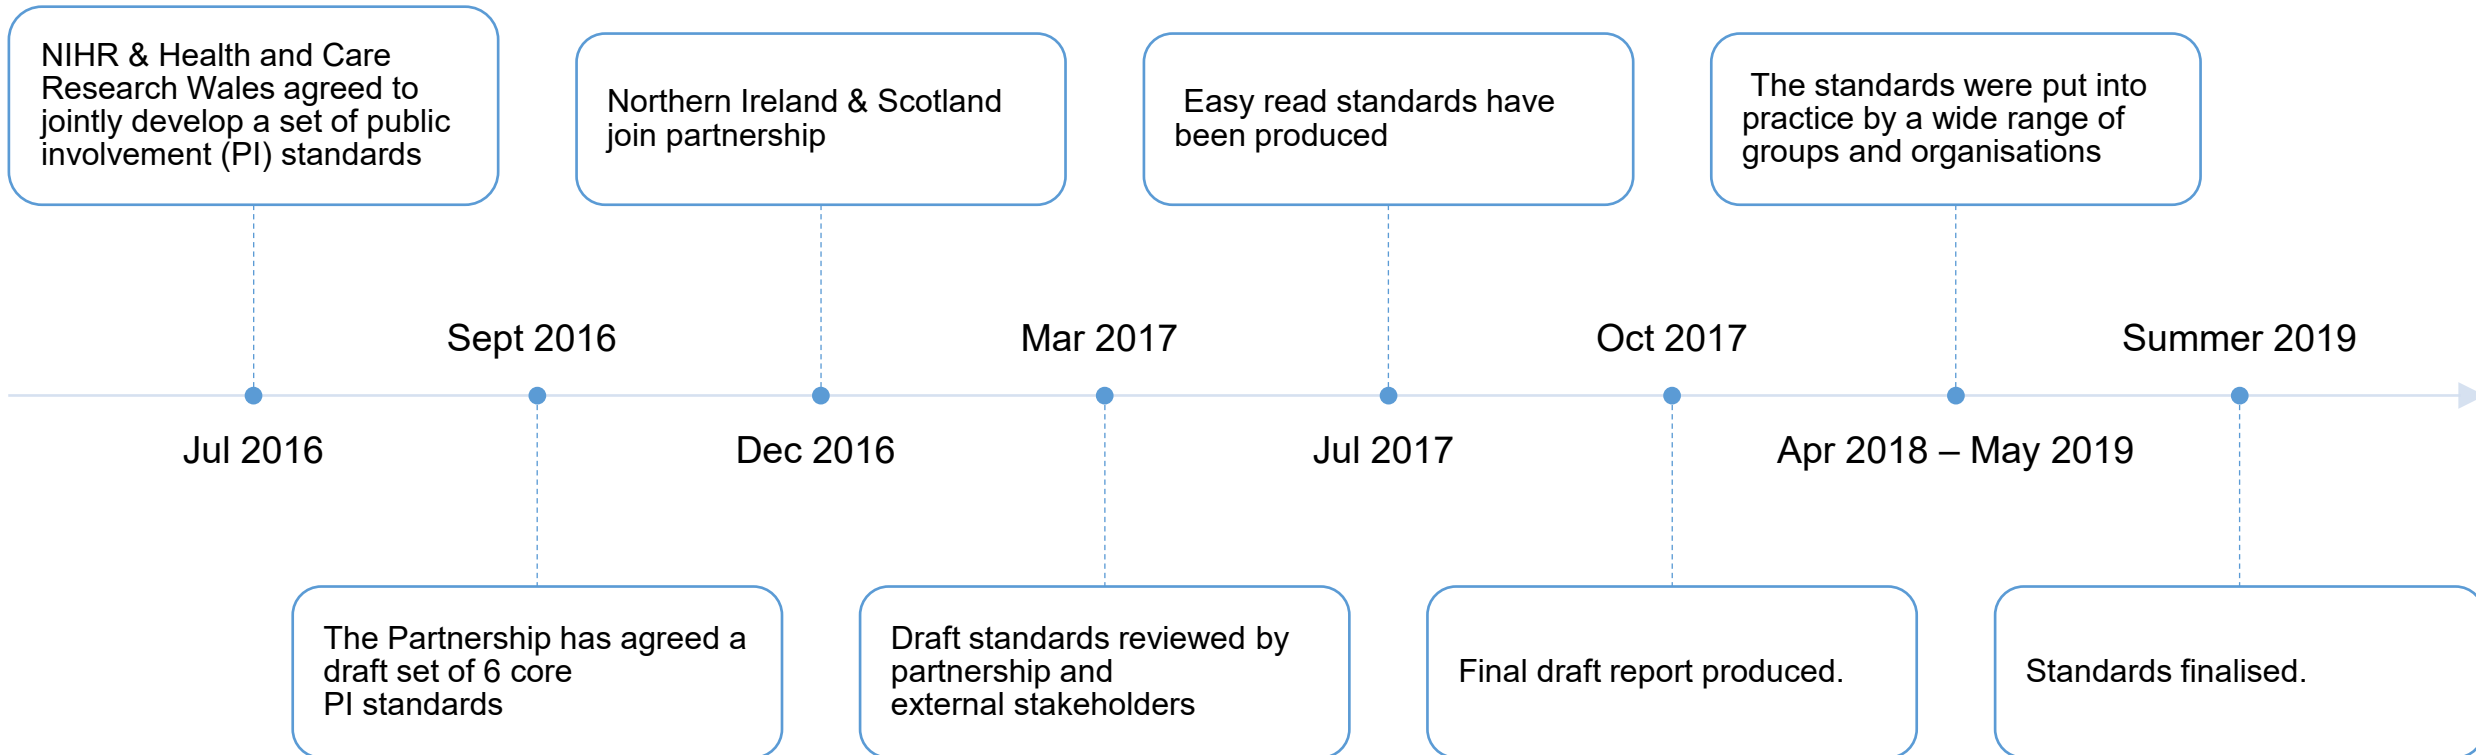 NIHR & Health and Care
Research Wales agreed to
jointly develop a set of public
involvement (PI) standards
Northern Ireland & Scotland
join partnership
Easy read standards have
been produced
The standards were put into
practice by a wide range of
groups and organisations
Sept 2016
Mar 2017
Oct 2017
Summer 2019
Jul 2016
Dec 2016
Jul 2017
Apr 2018 – May 2019
The Partnership has agreed a
draft set of 6 core
PI standards
Draft standards reviewed by
partnership and
external stakeholders
Final draft report produced.
Standards finalised.